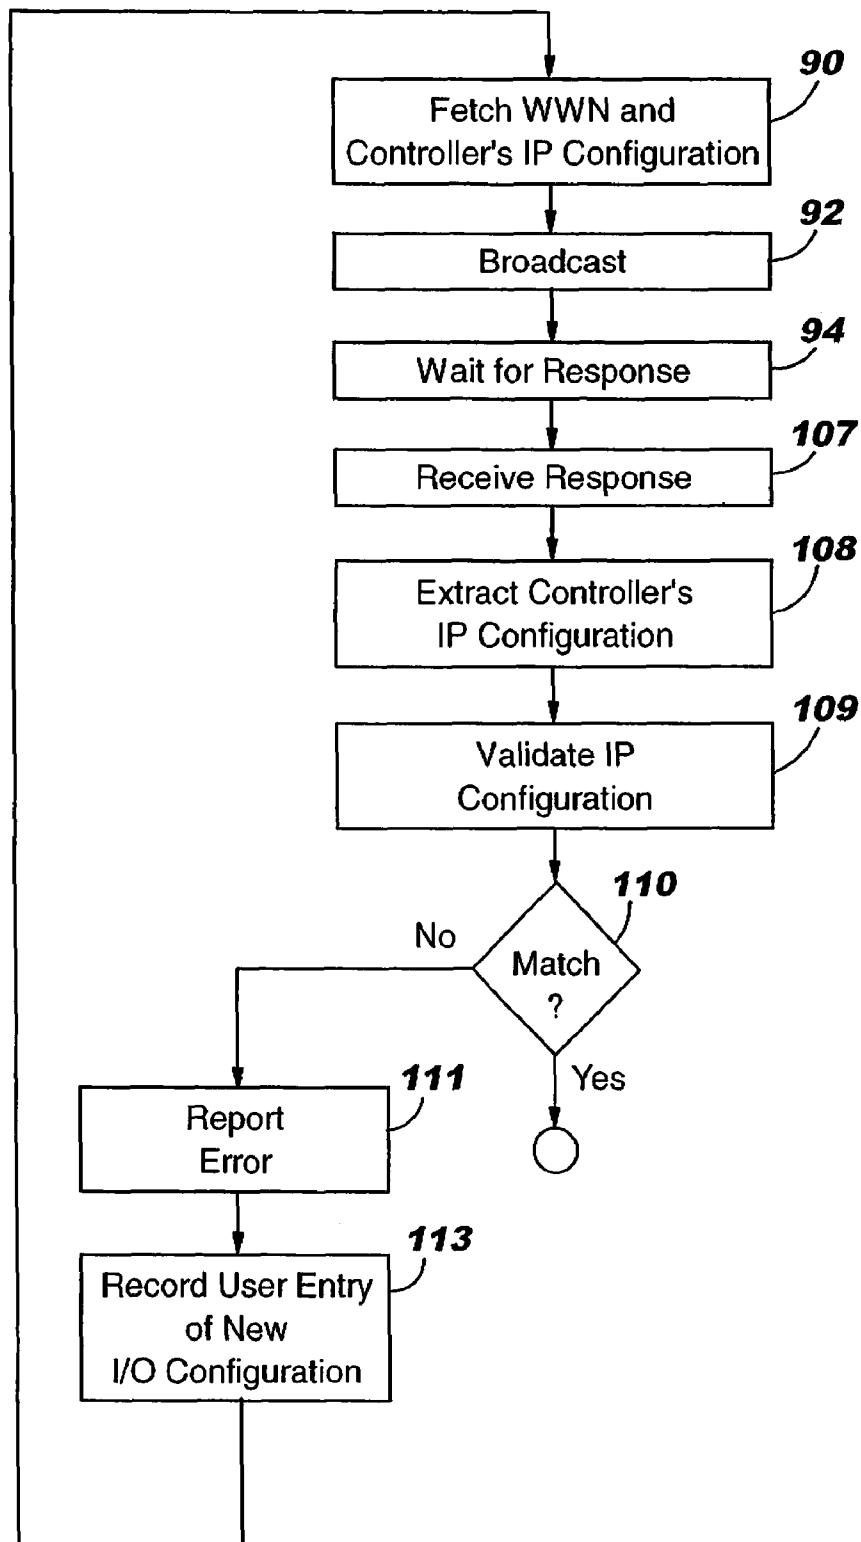 90
Fetch WWN and
Controller's IP Configuration
92
Broadcast
94
Wait for Response
107
Receive Response
108
Extract Controller's
IP Configuration
109
Validate IP
Configuration
110
No
Match
?
Yes
111
Report
Error
113
Record User Entry
of New
I/O Configuration